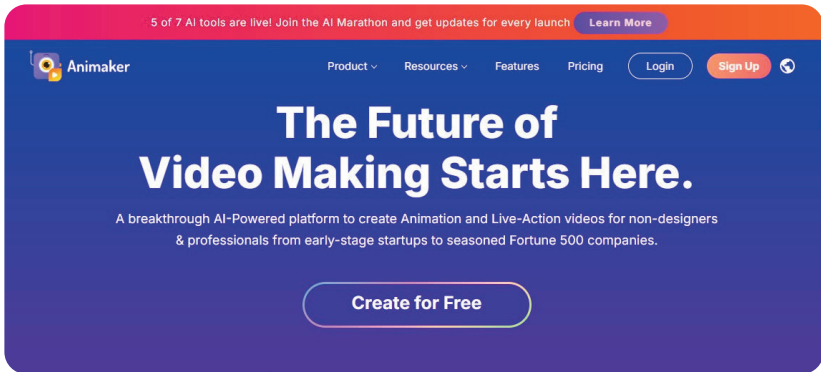 5 of 7 AI tools are live! Join the AI Marathon and get updates for every launch Learn More
Animaker Product Resources Features Pricing Login Sign Up
The Future of
Video Making Starts Here.
A breakthrough AI-Powered platform to create Animation and Live-Action videos for non-designers
& professionals from early-stage startups to seasoned Fortune 500 companies.
Create for Free